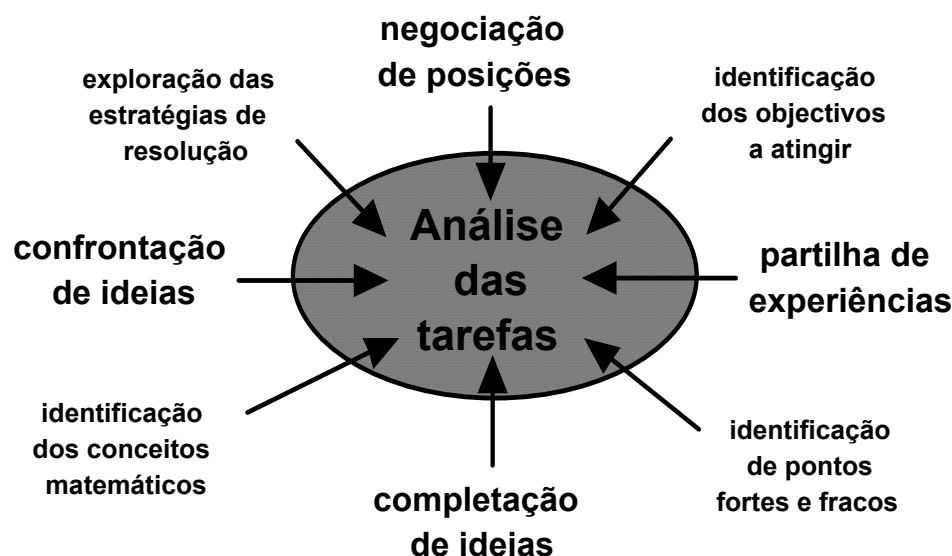 negociação
de posições
exploração das
estratégias de
resolução
identificação
dos objectivos
a atingir
confrontação
de ideias
Análise
das
tarefas
partilha de
experiências
identificação
dos conceitos
matemáticos
completação
de ideias
identificação
de pontos
fortes e fracos